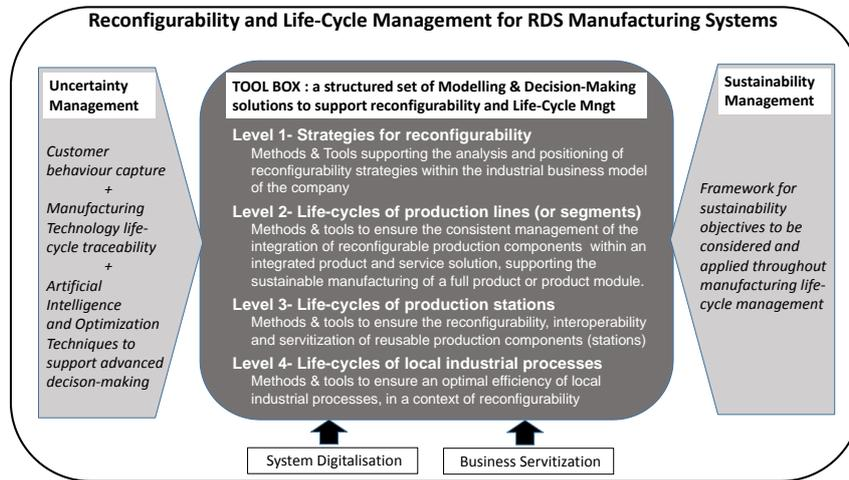 Reconfigurability and Life-Cycle Management for RDS Manufacturing Systems
Uncertainty
Management
Customer
behaviour capture
+
Manufacturing
Technology life-
cycle traceability
+
Artificial
Intelligence
and Optimization
Techniques to
support advanced
decison-making
TOOL BOX : a structured set of Modelling & Decision-Making
solutions to support reconfigurability and Life-Cycle Mngt
Level 1- Strategies for reconfigurability
Methods & Tools supporting the analysis and positioning of
reconfigurability strategies within the industrial business model
of the company
Level 2- Life-cycles of production lines (or segments)
Methods & tools to ensure the consistent management of the
integration of reconfigurable production components within an
integrated product and service solution, supporting the
sustainable manufacturing of a full product or product module.
Level 3- Life-cycles of production stations
Methods & tools to ensure the reconfigurability, interoperability
and servitization of reusable production components (stations)
Level 4- Life-cycles of local industrial processes
Methods & tools to ensure an optimal efficiency of local
industrial processes, in a context of reconfigurability
Sustainability
Management
Framework for
sustainability
objectives to be
considered and
applied throughout
manufacturing life-
cycle management
System Digitalisation
Business Servitization